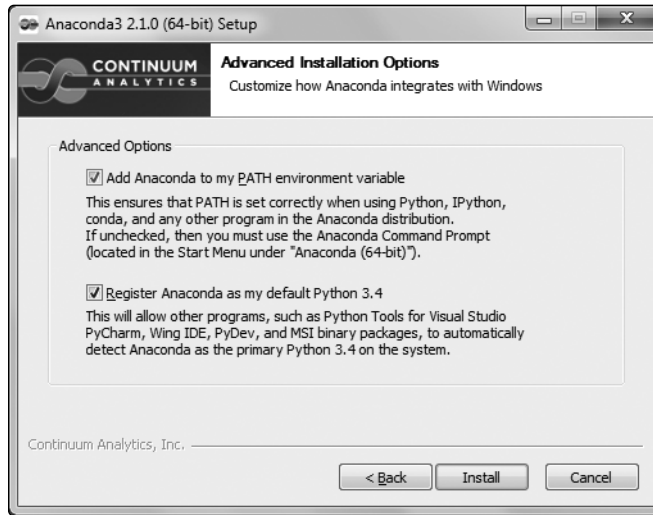 Anaconda3 2.1.0 (64-bit) Setup
CONTINUUM
ANALYTICS
Advanced Installation Options
Customize how Anaconda integrates with Windows
Advanced Options
Add Anaconda to my PATH environment variable
This ensures that PATH is set correctly when using Python, IPython,
conda, and any other program in the Anaconda distribution.
If unchecked, then you must use the Anaconda Command Prompt
(located in the Start Menu under "Anaconda (64-bit)").
Register Anaconda as my default Python 3.4
This will allow other programs, such as Python Tools for Visual Studio
PyCharm, Wing IDE, PyDev, and MSI binary packages, to automatically
detect Anaconda as the primary Python 3.4 on the system.
Continuum Analytics, Inc.
< Back
Install
Cancel